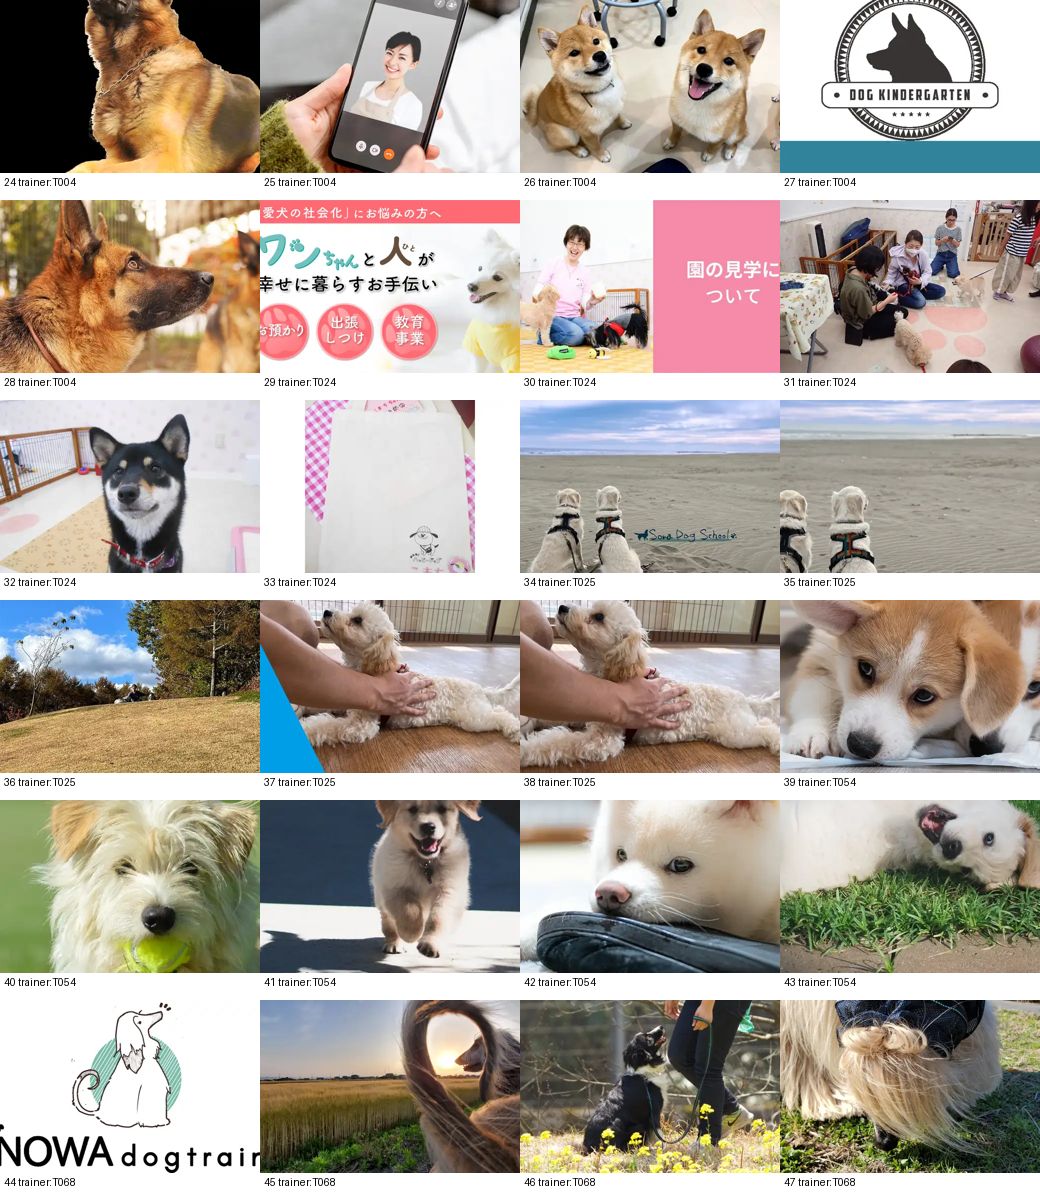 DOG KINDERGARTEN
24 trainer:T004
25 trainer:T004
26 trainer:T004
27 trainer:T004
愛犬の社会化」にお悩みの方へ
ワンちゃんと人が
ひと
幸せに暮らすお手伝い
お預かり
出張
しつけ
教育
事業
園の見学に
ついて
28 trainer:T004
29 trainer:T024
30 trainer:T024
31 trainer:T024
Sora Dog School
32 trainer:T024
33 trainer:T024
34 trainer:T025
35 trainer:T025
36 trainer:T025
37 trainer:T025
38 trainer:T025
39 trainer:T054
40 trainer:T054
41 trainer:T054
42 trainer:T054
43 trainer:T054
NOWA dogtrain
44 trainer:T068
45 trainer:T068
46 trainer:T068
47 trainer:T068